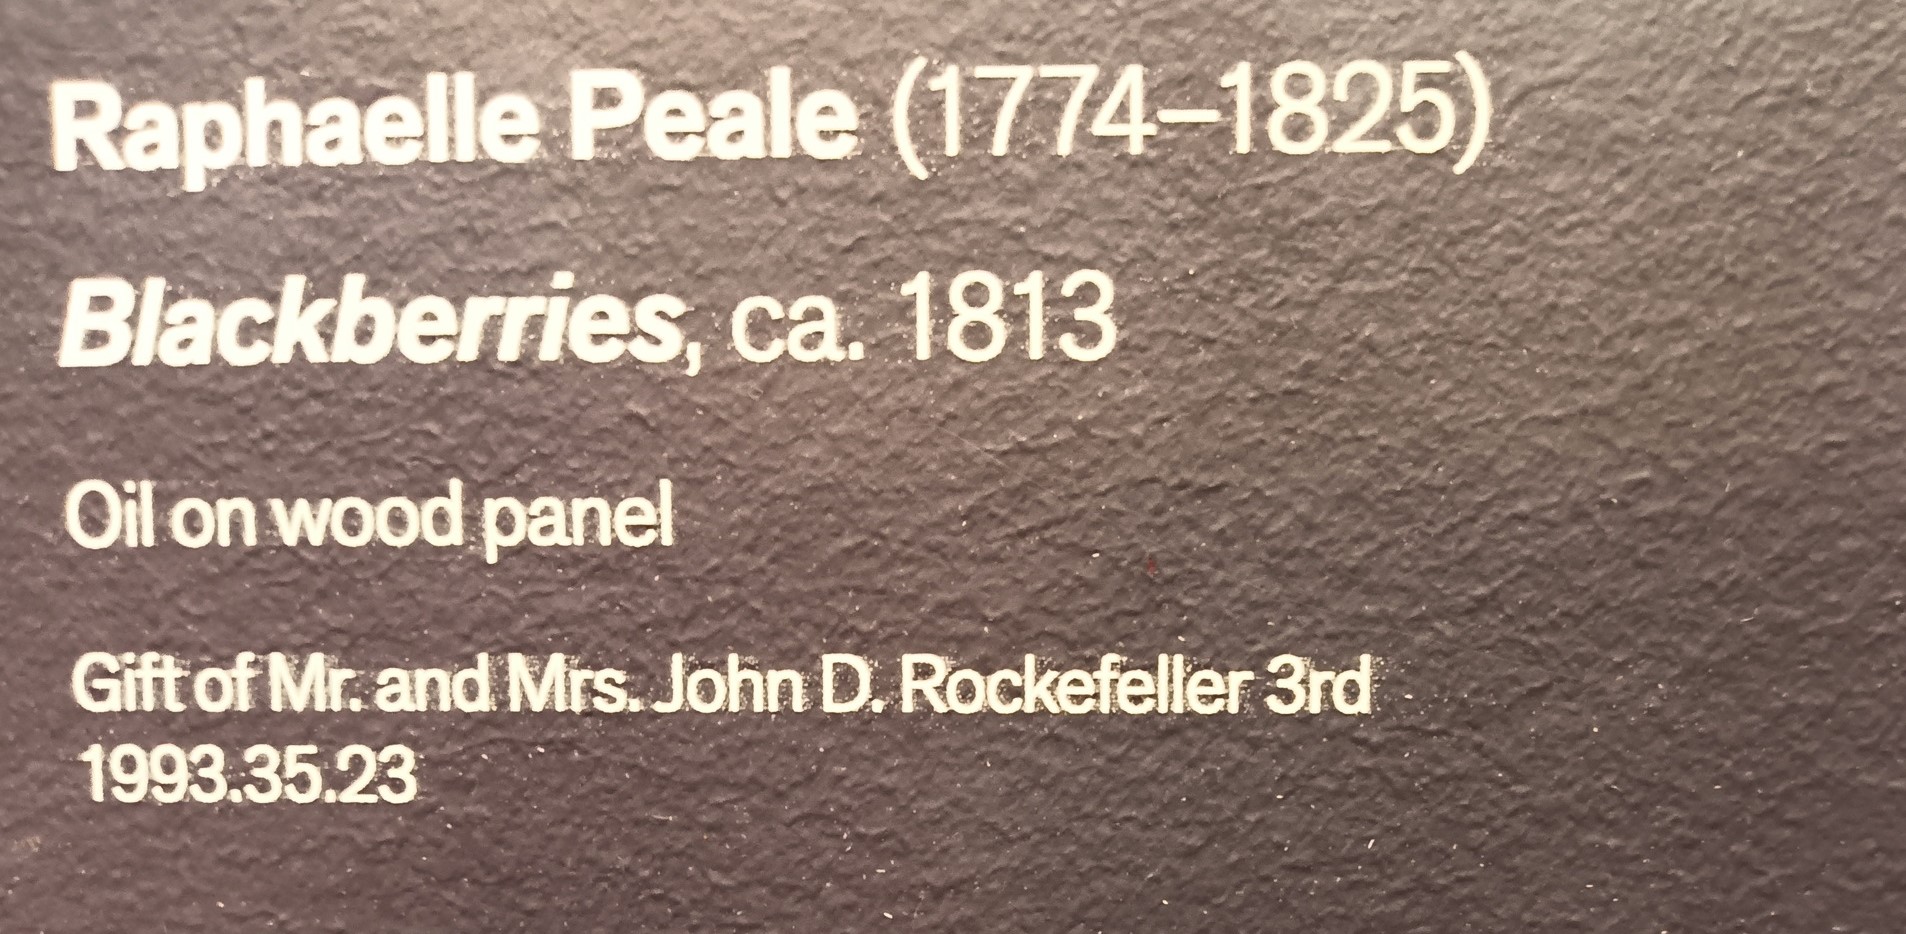 Raphaelle Peale (1774–1825)
Blackberries, ca. 1813
Oil on wood panel
Gift of Mr. and Mrs. John D. Rockefeller 3rd
1993.35.23